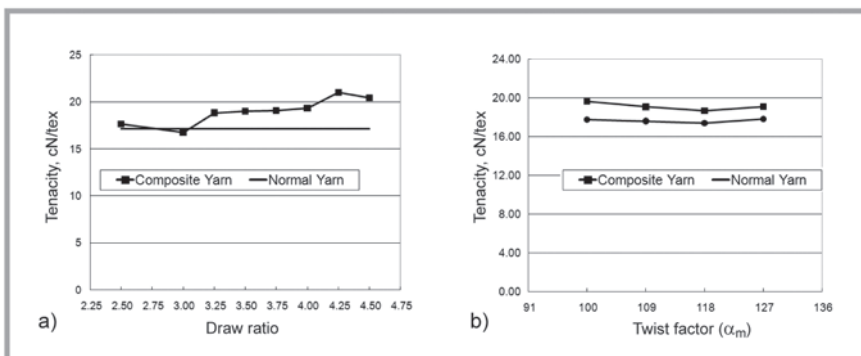 25
20
15
10
5
0
Tenacity, cN/tex
Composite Yarn Normal Yarn
2.25 2.50 2.75 3.00 3.25 3.50 3.75 4.00 4.25 4.50 4.75
a) Draw ratio
24.00
20.00
16.00
12.00
8.00
4.00
0.00
Tenacity, cN/tex
Composite Yarn Normal Yarn
91 100 109 118 127 136
b) Twist factor (αm)